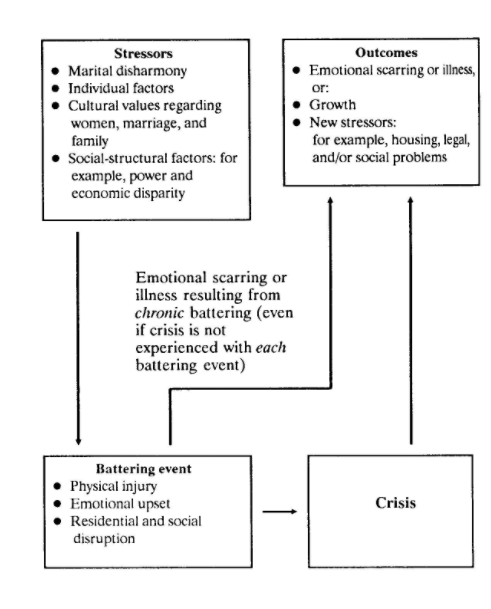 Stressors
● Marital disharmony
● Individual factors
● Cultural values regarding
women, marriage, and
family
● Social-structural factors: for
example, power and
economic disparity
Outcomes
● Emotional scarring or illness,
or:
● Growth
● New stressors:
for example, housing, legal,
and/or social problems
Emotional scarring or
illness resulting from
chronic battering (even
if crisis is not
experienced with each
battering event)
Battering event
● Physical injury
● Emotional upset
● Residential and social
disruption
Crisis